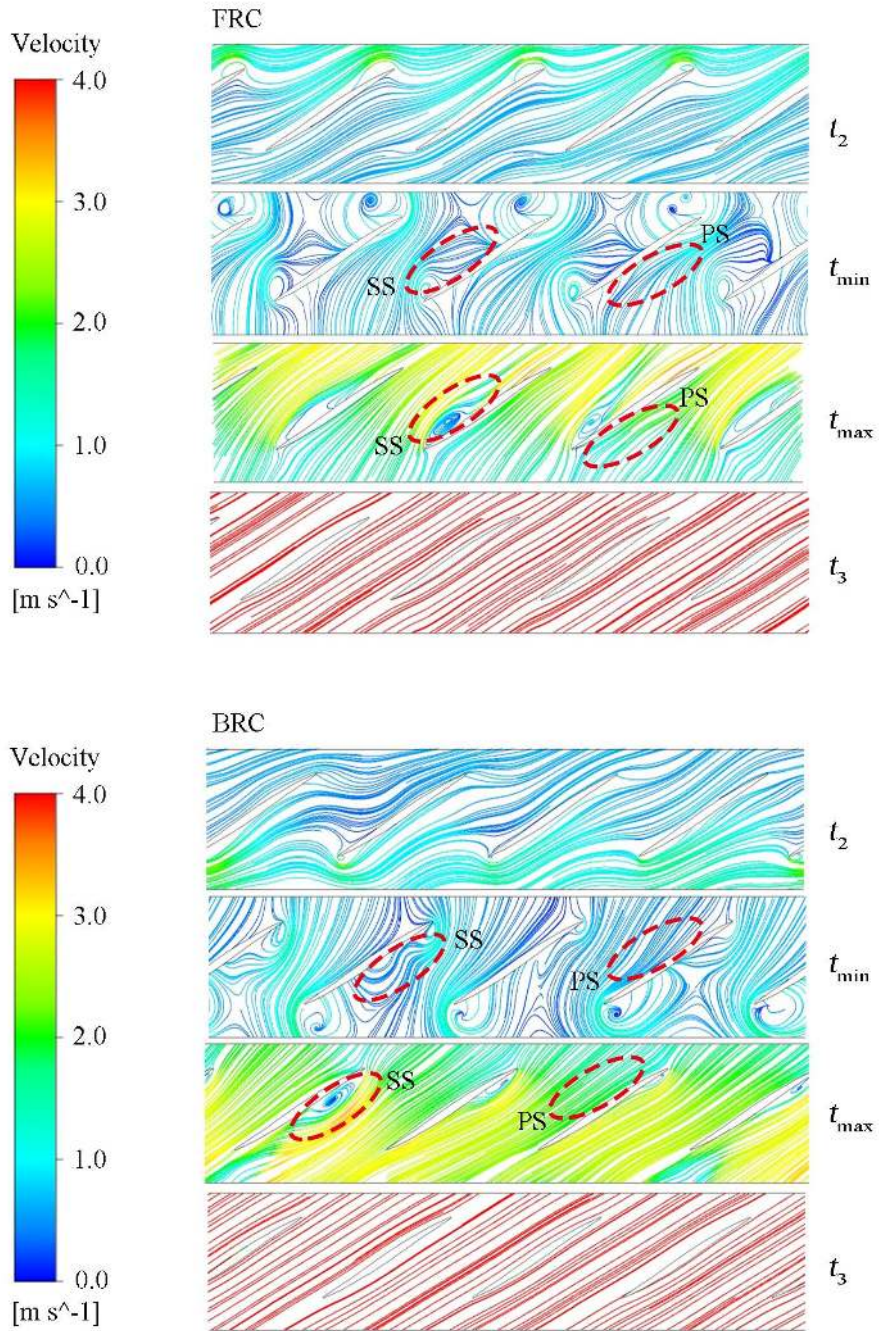 FRC
Velocity
4.0
3.0
2.0
1.0
0.0
[m s^-1]
t2
SS
PS
tmin
SS
PS
tmax
t3
BRC
Velocity
4.0
3.0
2.0
1.0
0.0
[m s^-1]
t2
SS
PS
tmin
SS
PS
tmax
t3